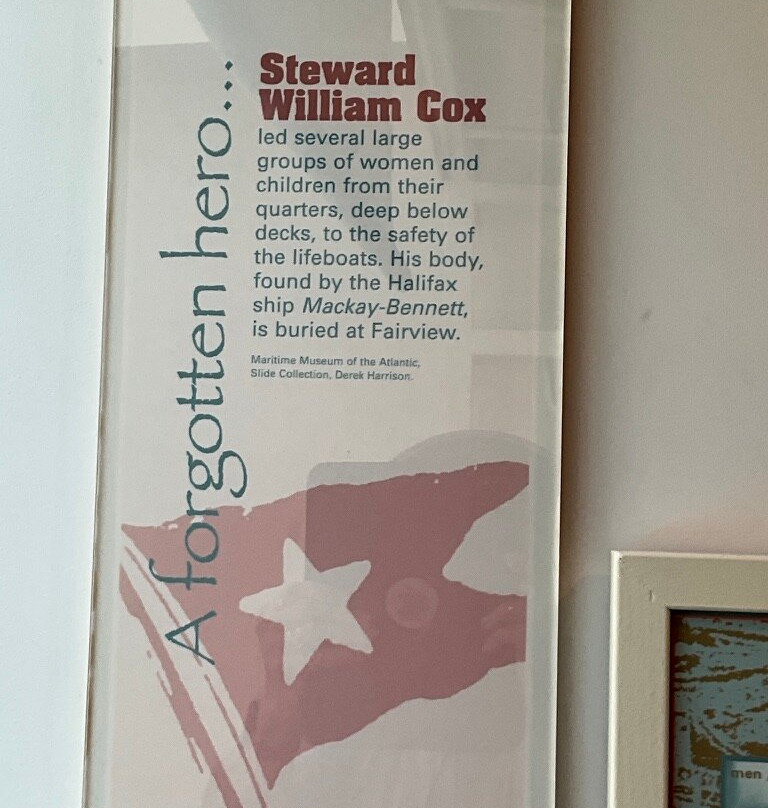 A forgotten hero...
Steward
William Cox
led several large
groups of women and
children from their
quarters, deep below
decks, to the safety of
the lifeboats. His body,
found by the Halifax
ship Mackay-Bennett,
is buried at Fairview.
Maritime Museum of the Atlantic,
Slide Collection, Derek Harrison.
men